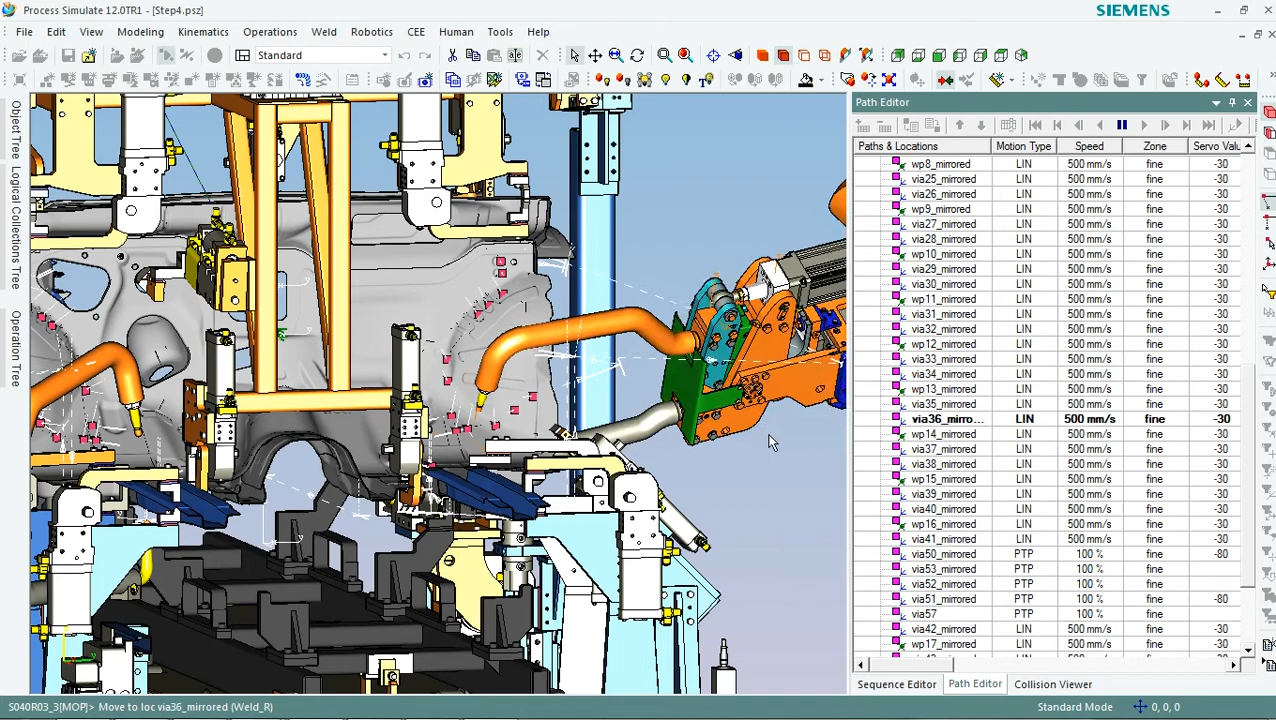 Process Simulate 12.0TR1 - [Step4.psz]
SIEMENS
File Edit View Modeling Kinematics Operations Weld Robotics CEE Human Tools Help
Standard
Object Tree
Logical Collections Tree
Operation Tree
Path Editor
Paths & Locations Motion Type Speed Zone Servo Valu
wp8_mirrored LIN 500 mm/s fine -30
via25_mirrored LIN 500 mm/s fine -30
via26_mirrored LIN 500 mm/s fine -30
wp9_mirrored LIN 500 mm/s fine -30
via27_mirrored LIN 500 mm/s fine -30
via28_mirrored LIN 500 mm/s fine -30
wp10_mirrored LIN 500 mm/s fine -30
via29_mirrored LIN 500 mm/s fine -30
via30_mirrored LIN 500 mm/s fine -30
wp11_mirrored LIN 500 mm/s fine -30
via31_mirrored LIN 500 mm/s fine -30
via32_mirrored LIN 500 mm/s fine -30
wp12_mirrored LIN 500 mm/s fine -30
via33_mirrored LIN 500 mm/s fine -30
via34_mirrored LIN 500 mm/s fine -30
wp13_mirrored LIN 500 mm/s fine -30
via35_mirrored LIN 500 mm/s fine -30
via36_mirro... LIN 500 mm/s fine -30
wp14_mirrored LIN 500 mm/s fine -30
via37_mirrored LIN 500 mm/s fine -30
via38_mirrored LIN 500 mm/s fine -30
wp15_mirrored LIN 500 mm/s fine -30
via39_mirrored LIN 500 mm/s fine -30
via40_mirrored LIN 500 mm/s fine -30
wp16_mirrored LIN 500 mm/s fine -30
via41_mirrored LIN 500 mm/s fine -30
via50_mirrored PTP 100 % fine -80
via53_mirrored PTP 100 % fine
via52_mirrored PTP 100 % fine
via51_mirrored PTP 100 % fine -80
via57 PTP 100 % fine
via42_mirrored LIN 500 mm/s fine -30
wp17_mirrored LIN 500 mm/s fine -30
Sequence Editor Path Editor Collision Viewer
S040R03_3[MOP]> Move to loc via36_mirrored (Weld_R)
Standard Mode 0, 0, 0